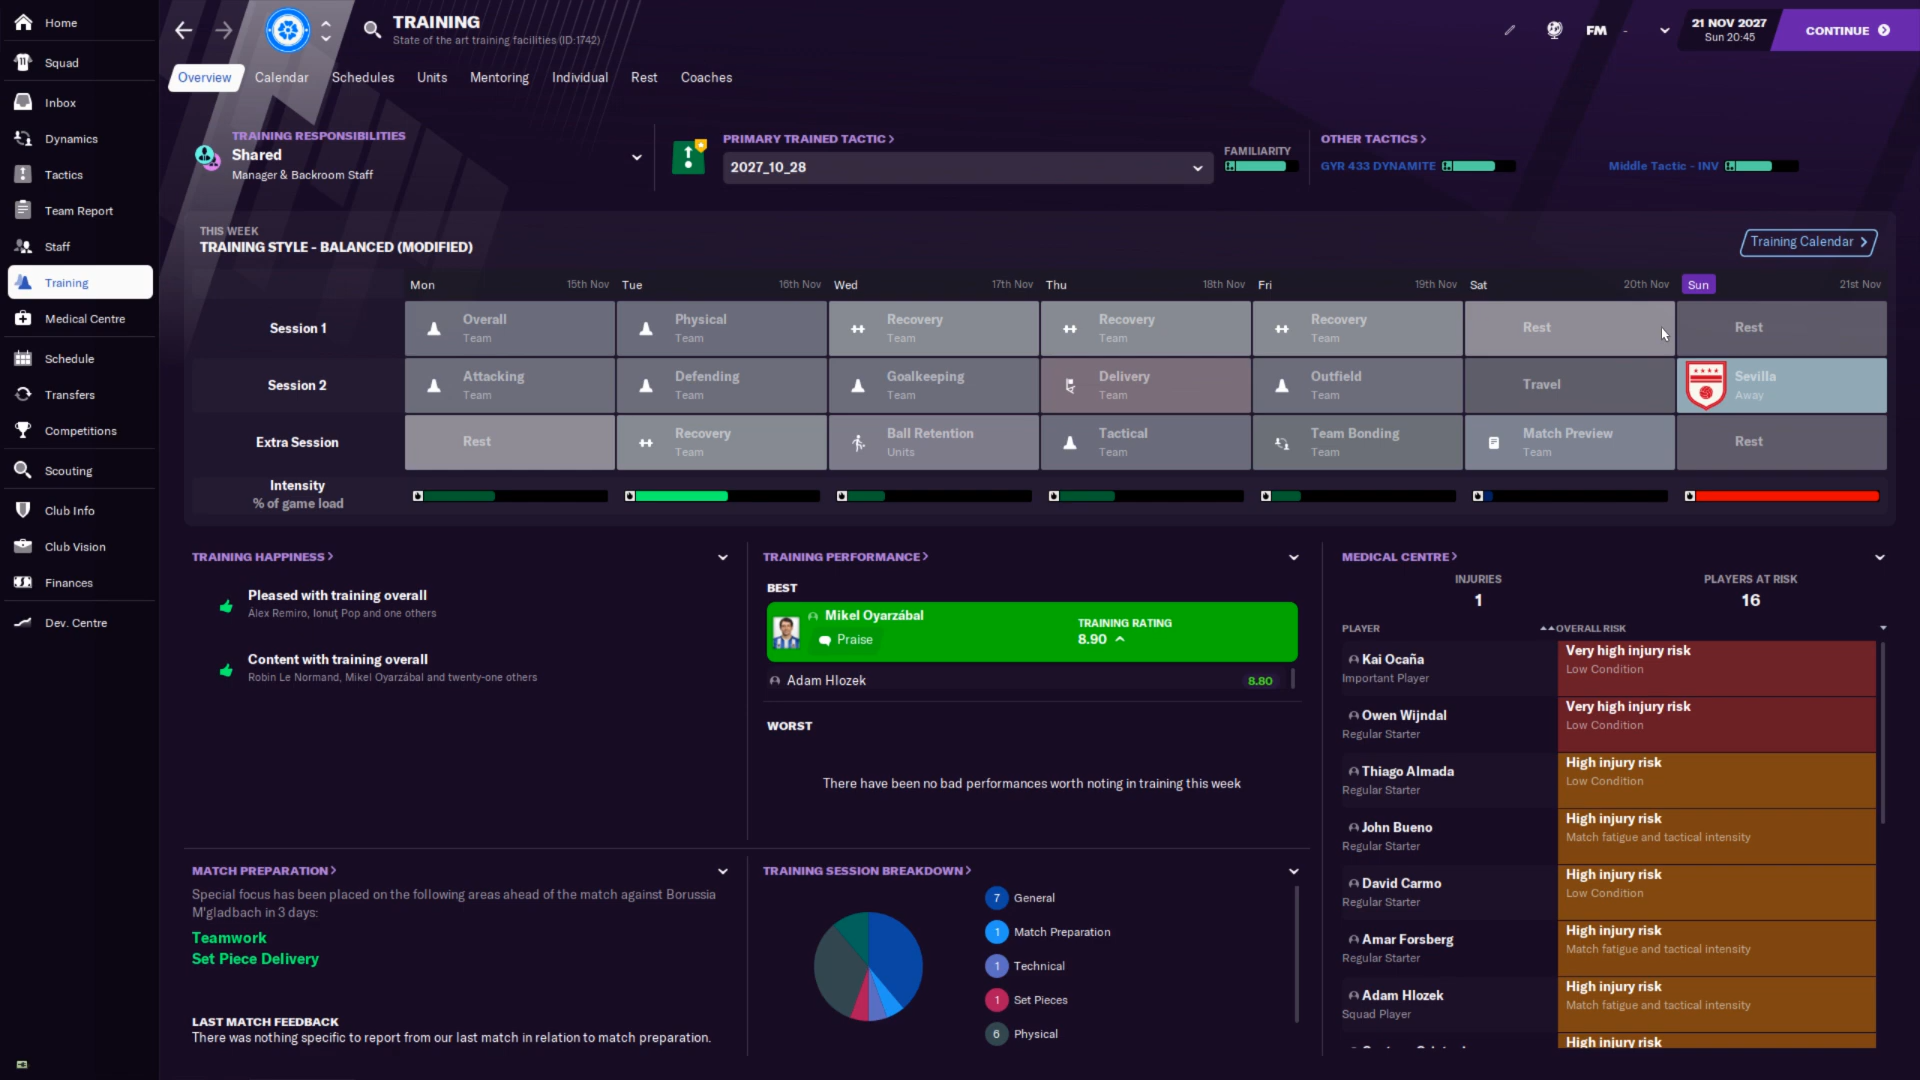 Home
Squad
Inbox
Dynamics
Tactics
Team Report
Staff
Training
Medical Centre
Schedule
Transfers
Competitions
Scouting
Club Info
Club Vision
Finances
Dev. Centre
TRAINING
State of the art training facilities (ID:1742)
FM -
21 NOV 2027
Sun 20:45
CONTINUE
Overview Calendar Schedules Units Mentoring Individual Rest Coaches
TRAINING RESPONSIBILITIES
Shared
Manager & Backroom Staff
PRIMARY TRAINED TACTIC >
2027_10_28
FAMILIARITY
OTHER TACTICS >
GYR 433 DYNAMITE
Middle Tactic - INV
THIS WEEK
TRAINING STYLE - BALANCED (MODIFIED)
Training Calendar >
Mon 15th Nov Tue 16th Nov Wed 17th Nov Thu 18th Nov Fri 19th Nov Sat 20th Nov Sun 21st Nov
Session 1
Overall
Team
Physical
Team
Recovery
Team
Recovery
Team
Recovery
Team
Rest
Rest
Session 2
Attacking
Team
Defending
Team
Goalkeeping
Team
Delivery
Team
Outfield
Team
Travel
Sevilla
Away
Extra Session
Rest
Recovery
Team
Ball Retention
Units
Tactical
Team
Team Bonding
Team
Match Preview
Team
Rest
Intensity
% of game load
TRAINING HAPPINESS >
Pleased with training overall
Álex Remiro, Ionuț Pop and one others
Content with training overall
Robin Le Normand, Mikel Oyarzábal and twenty-one others
TRAINING PERFORMANCE >
BEST
Mikel Oyarzábal
Praise
TRAINING RATING
8.90
Adam Hlozek 8.80
WORST
There have been no bad performances worth noting in training this week
MEDICAL CENTRE >
INJURIES
1
PLAYERS AT RISK
16
PLAYER OVERALL RISK
Kai Ocaña
Important Player
Very high injury risk
Low Condition
Owen Wijndal
Regular Starter
Very high injury risk
Low Condition
Thiago Almada
Regular Starter
High injury risk
Low Condition
John Bueno
Regular Starter
High injury risk
Match fatigue and tactical intensity
David Carmo
Regular Starter
High injury risk
Low Condition
Amar Forsberg
Regular Starter
High injury risk
Match fatigue and tactical intensity
Adam Hlozek
Squad Player
High injury risk
Match fatigue and tactical intensity
High injury risk
MATCH PREPARATION >
Special focus has been placed on the following areas ahead of the match against Borussia
M'gladbach in 3 days:
Teamwork
Set Piece Delivery
LAST MATCH FEEDBACK
There was nothing specific to report from our last match in relation to match preparation.
TRAINING SESSION BREAKDOWN >
7 General
1 Match Preparation
1 Technical
1 Set Pieces
6 Physical